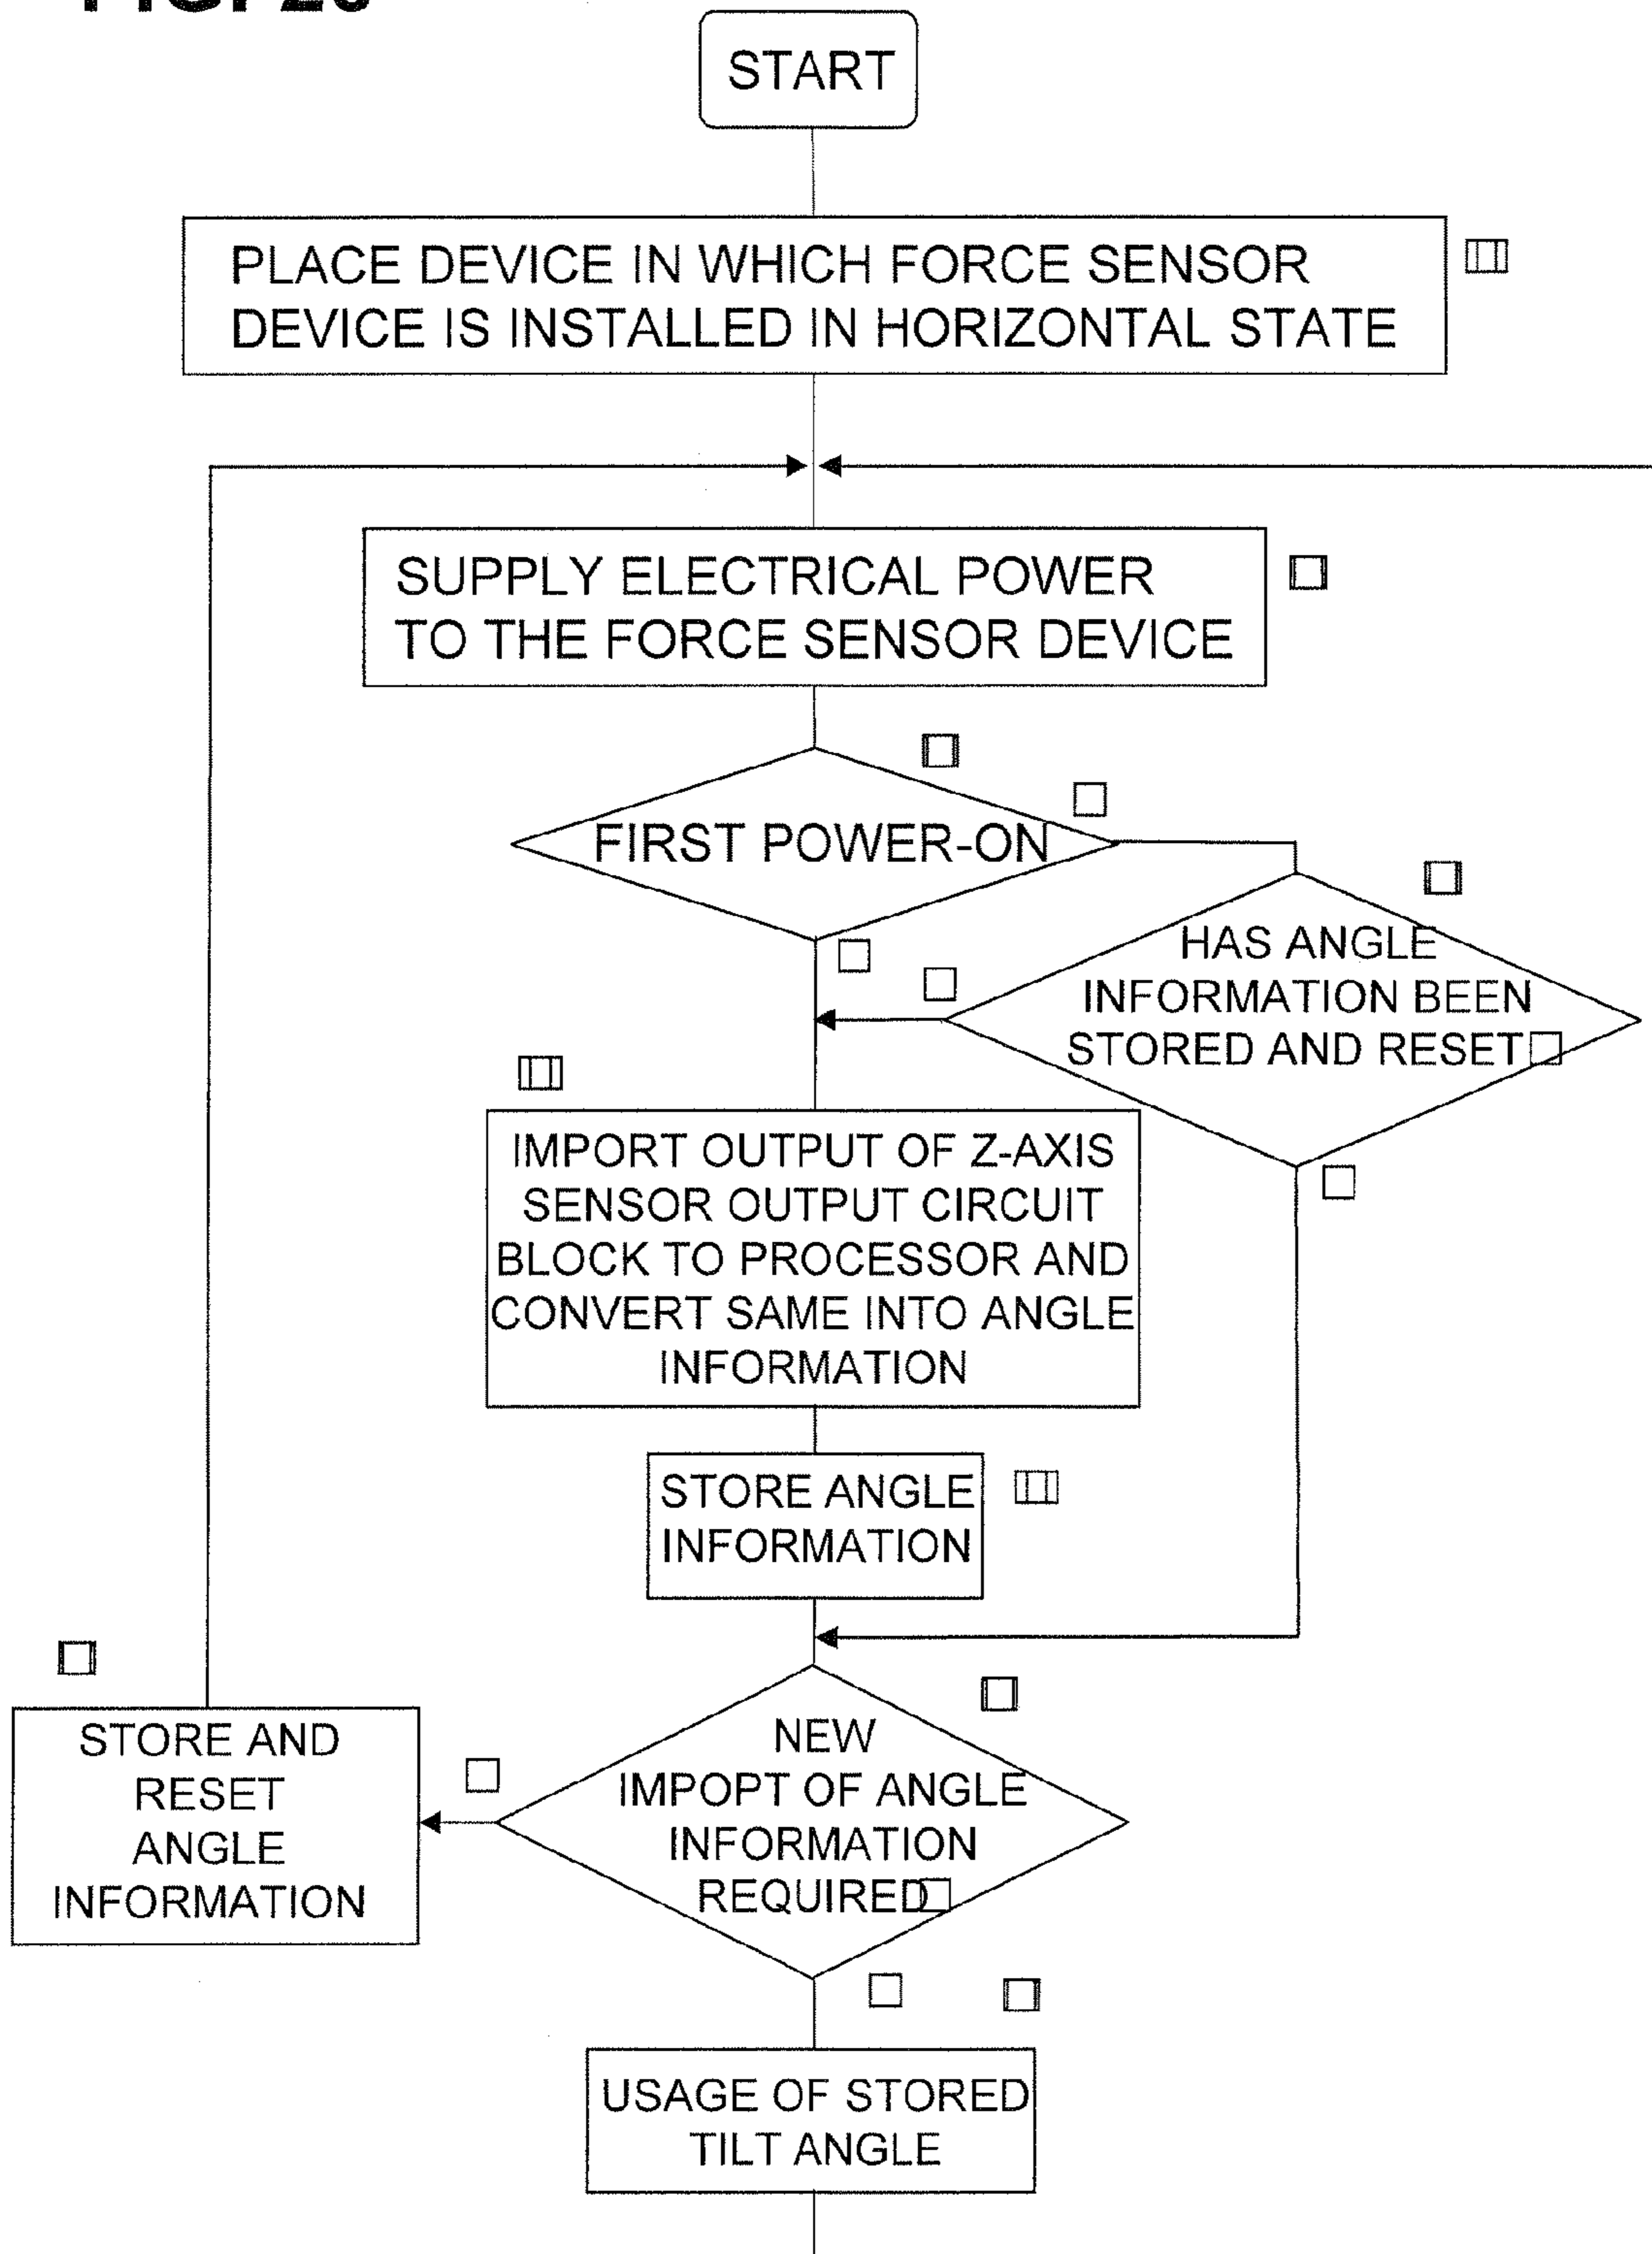 START
PLACE DEVICE IN WHICH FORCE SENSOR
DEVICE IS INSTALLED IN HORIZONTAL STATE
SUPPLY ELECTRICAL POWER
TO THE FORCE SENSOR DEVICE
FIRST POWER-ON
HAS ANGLE
INFORMATION BEEN
STORED AND RESET
IMPORT OUTPUT OF Z-AXIS
SENSOR OUTPUT CIRCUIT
BLOCK TO PROCESSOR AND
CONVERT SAME INTO ANGLE
INFORMATION
STORE ANGLE
INFORMATION
STORE AND
RESET
ANGLE
INFORMATION
NEW
IMPOPT OF ANGLE
INFORMATION
REQUIRED
USAGE OF STORED
TILT ANGLE